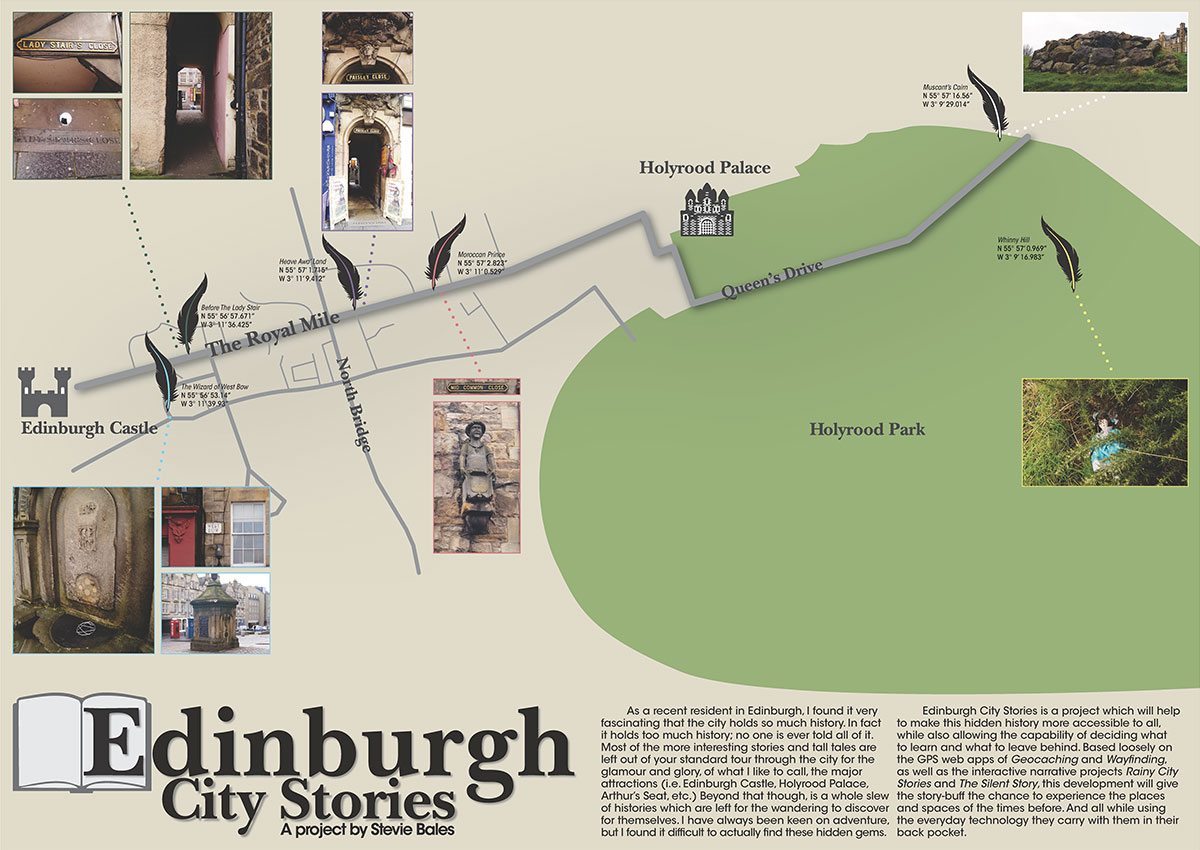 LADY STAIR'S CLOSE
LADY STAIR'S CLOSE
PAISLEY CLOSE
PAISLEY CLOSE
Muscant's Cairn
N 55° 57' 16.56"
W 3° 9' 29.014"
Holyrood Palace
Whinny Hill
N 55° 57' 0.969"
W 3° 9' 16.983"
Heave Awa' Land
N 55° 57' 1.715"
W 3° 11' 9.412"
Moroccan Prince
N 55° 57' 2.823"
W 3° 11' 0.529"
Queen's Drive
Before The Lady Stair
N 55° 56' 57.671"
W 3° 11' 36.425"
The Royal Mile
North Bridge
The Wizard of West Bow
N 55° 56' 53.14"
W 3° 11' 39.93"
Edinburgh Castle
MID COMMON CLOSE
Holyrood Park
WEST BOW
Edinburgh
City Stories
A project by Stevie Bales
As a recent resident in Edinburgh, I found it very
fascinating that the city holds so much history. In fact
it holds too much history; no one is ever told all of it.
Most of the more interesting stories and tall tales are
left out of your standard tour through the city for the
glamour and glory, of what I like to call, the major
attractions (i.e. Edinburgh Castle, Holyrood Palace,
Arthur's Seat, etc.) Beyond that though, is a whole slew
of histories which are left for the wandering to discover
for themselves. I have always been keen on adventure,
but I found it difficult to actually find these hidden gems.
Edinburgh City Stories is a project which will help
to make this hidden history more accessible to all,
while also allowing the capability of deciding what
to learn and what to leave behind. Based loosely on
the GPS web apps of Geocaching and Wayfinding,
as well as the interactive narrative projects Rainy City
Stories and The Silent Story, this development will give
the story-buff the chance to experience the places
and spaces of the times before. And all while using
the everyday technology they carry with them in their
back pocket.